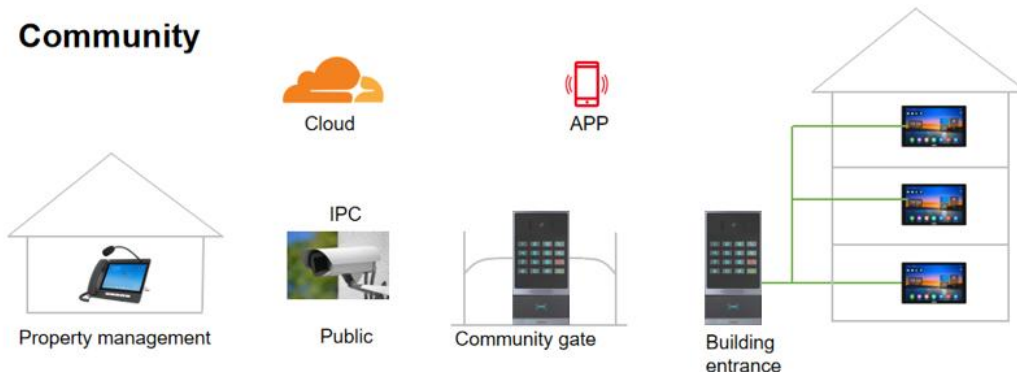 Community
Cloud
APP
IPC
Property management
Public
Community gate
Building
entrance